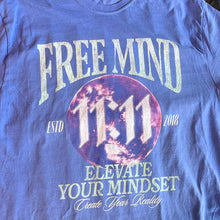 FREE MIND
ESTD 11:11 2018
ELEVATE
YOUR MINDSET
Create Your Reality